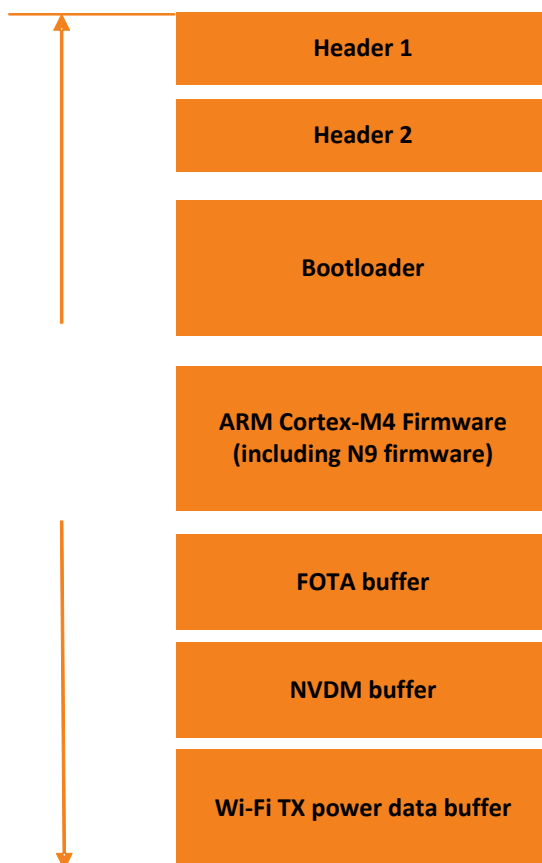 Header 1
Header 2
Bootloader
ARM Cortex-M4 Firmware
(including N9 firmware)
FOTA buffer
NVDM buffer
Wi-Fi TX power data buffer